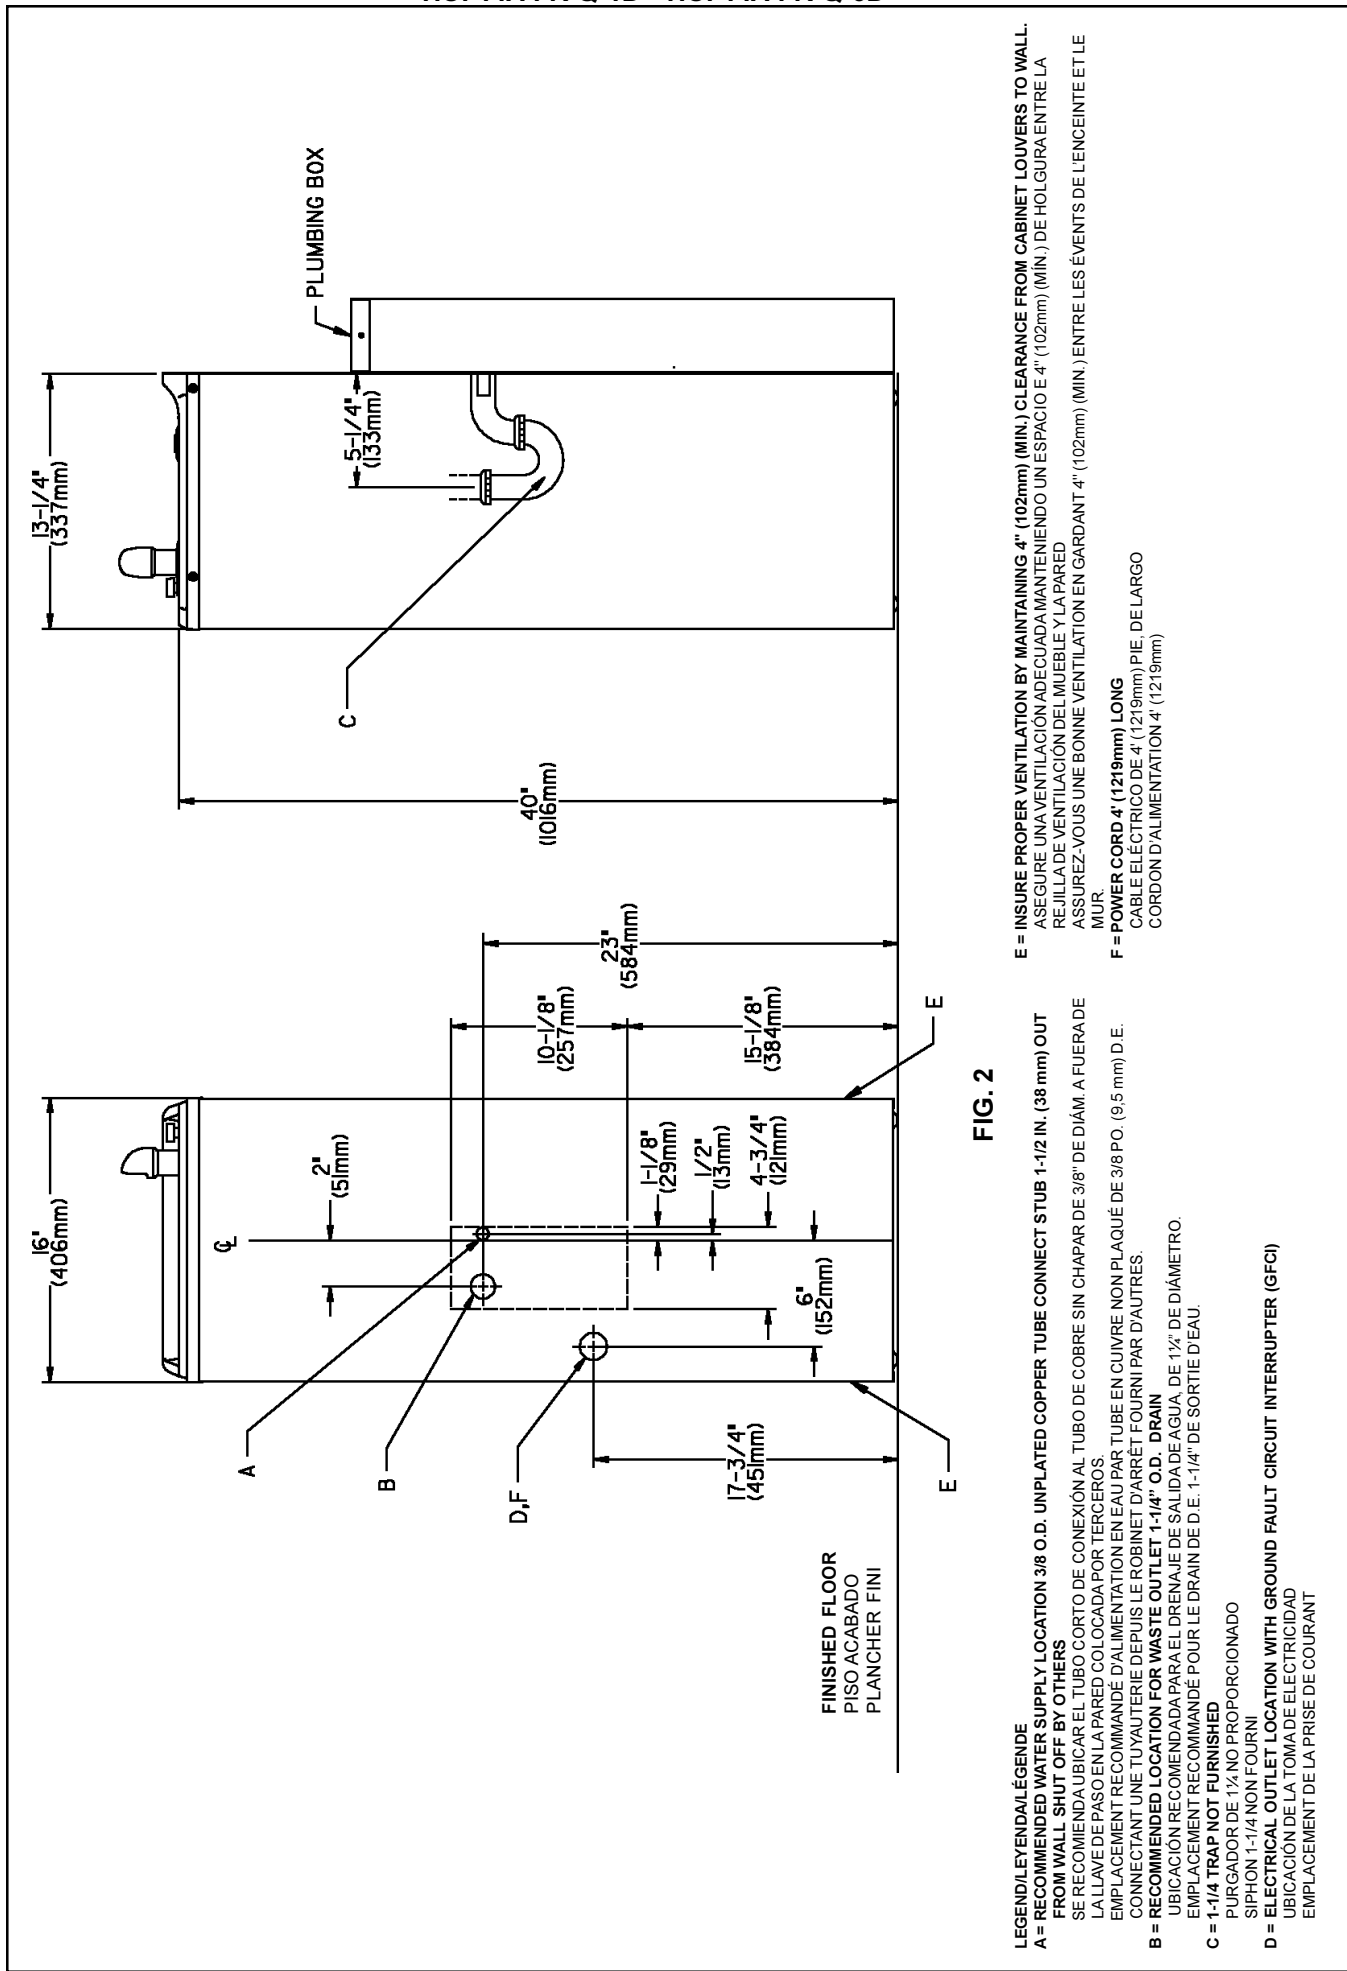 16"
(406mm)
13-1/4"
(337mm)
PLUMBING BOX
5-1/4"
(133mm)
C
40"
(1016mm)
℄
2"
(51mm)
A
B
D,F
10-1/8"
(257mm)
23"
(584mm)
15-1/8"
(384mm)
1-1/8"
(29mm)
1/2"
(13mm)
4-3/4"
(121mm)
6"
(152mm)
17-3/4"
(451mm)
E
E
FINISHED FLOOR
PISO ACABADO
PLANCHER FINI
FIG. 2
LEGEND/LEYENDA/LÉGENDE
A = RECOMMENDED WATER SUPPLY LOCATION 3/8 O.D. UNPLATED COPPER TUBE CONNECT STUB 1-1/2 IN. (38 mm) OUT
FROM WALL SHUT OFF BY OTHERS
SE RECOMIENDA UBICAR EL TUBO CORTO DE CONEXIÓN AL TUBO DE COBRE SIN CHAPAR DE 3/8" DE DIÁM. A FUERA DE
LA LLAVE DE PASO EN LA PARED COLOCADA POR TERCEROS.
EMPLACEMENT RECOMMANDÉ D'ALIMENTATION EN EAU PAR TUBE EN CUIVRE NON PLAQUÉ DE 3/8 PO. (9,5 mm) D.E.
CONNECTANT UNE TUYAUTERIE DEPUIS LE ROBINET D'ARRÊT FOURNI PAR D'AUTRES.
B = RECOMMENDED LOCATION FOR WASTE OUTLET 1-1/4" O.D. DRAIN
UBICACIÓN RECOMENDADA PARA EL DRENAJE DE SALIDA DE AGUA, DE 1¼" DE DIÁMETRO.
EMPLACEMENT RECOMMANDÉ POUR LE DRAIN DE D.E. 1-1/4" DE SORTIE D'EAU.
C = 1-1/4 TRAP NOT FURNISHED
PURGADOR DE 1¼ NO PROPORCIONADO
SIPHON 1-1/4 NON FOURNI
D = ELECTRICAL OUTLET LOCATION WITH GROUND FAULT CIRCUIT INTERRUPTER (GFCI)
UBICACIÓN DE LA TOMA DE ELECTRICIDAD
EMPLACEMENT DE LA PRISE DE COURANT
E = INSURE PROPER VENTILATION BY MAINTAINING 4" (102mm) (MIN.) CLEARANCE FROM CABINET LOUVERS TO WALL.
ASEGURE UNA VENTILACIÓN ADECUADA MANTENIENDO UN ESPACIO E 4" (102mm) (MÍN.) DE HOLGURA ENTRE LA
REJILLA DE VENTILACIÓN DEL MUEBLE Y LA PARED
ASSUREZ-VOUS UNE BONNE VENTILATION EN GARDANT 4" (102mm) (MIN.) ENTRE LES ÉVENTS DE L'ENCEINTE ET LE
MUR.
F = POWER CORD 4' (1219mm) LONG
CABLE ELÉCTRICO DE 4' (1219mm) PIE, DE LARGO
CORDON D'ALIMENTATION 4' (1219mm)